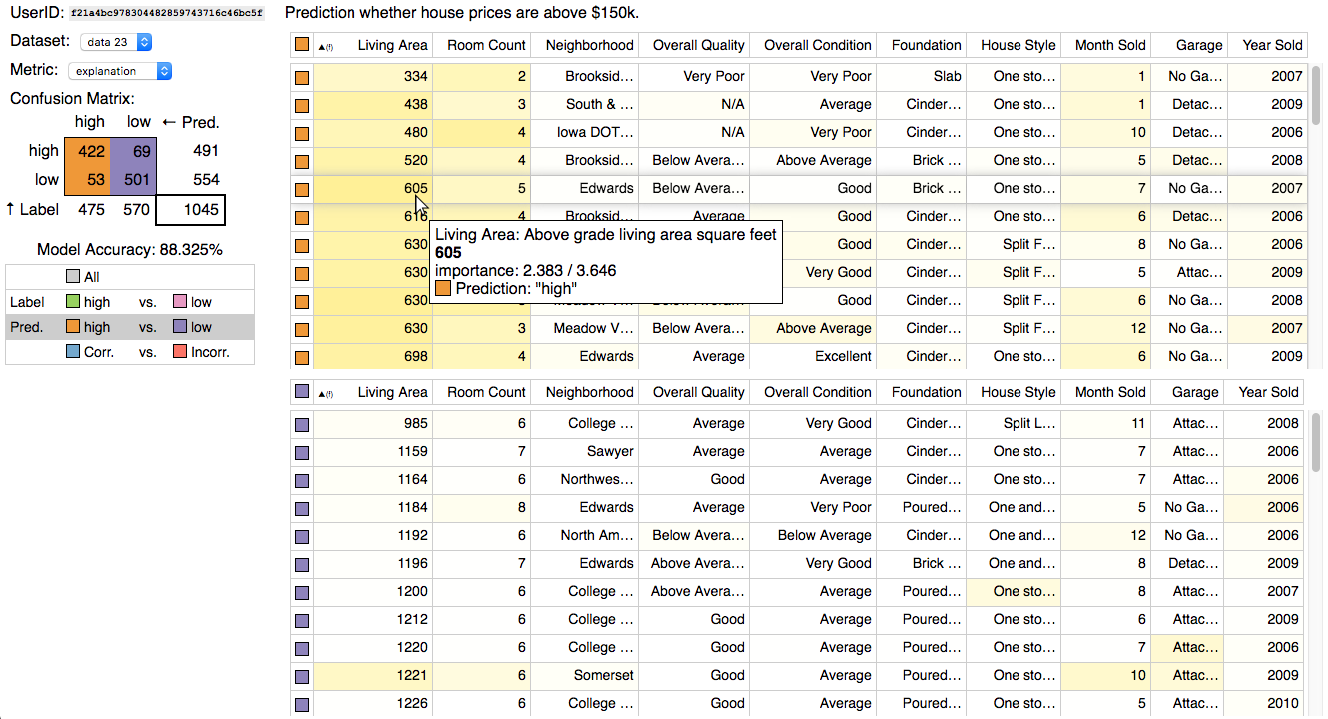 UserID: f21a4bc978304482859743716c46bc5f
Dataset: data 23
Metric: explanation
Confusion Matrix:
high low ← Pred.
high 422 69 491
low 53 501 554
↑ Label 475 570 1045
Model Accuracy: 88.325%
All
Label high vs. low
Pred. high vs. low
Corr. vs. Incorr.
Prediction whether house prices are above $150k.
▲(f) Living Area Room Count Neighborhood Overall Quality Overall Condition Foundation House Style Month Sold Garage Year Sold
334 2 Brooksid... Very Poor Very Poor Slab One sto... 1 No Ga... 2007
438 3 South & ... N/A Average Cinder... One sto... 1 Detac... 2009
480 4 Iowa DOT... N/A Very Poor Cinder... One sto... 10 Detac... 2006
520 4 Brooksid... Below Avera... Above Average Brick ... One sto... 5 Detac... 2008
605 5 Edwards Below Avera... Good Brick ... One sto... 7 No Ga... 2007
4 Brooksid... Average Good Cinder... One sto... 6 Detac... 2006
630 Good Cinder... Split F... 8 No Ga... 2006
630 Very Good Cinder... Split F... 5 Attac... 2009
630 Good Cinder... Split F... 6 No Ga... 2008
630 3 Meadow V... Below Avera... Above Average Cinder... Split F... 12 No Ga... 2007
698 4 Edwards Average Excellent Cinder... One sto... 6 No Ga... 2009
Living Area: Above grade living area square feet
605
importance: 2.383 / 3.646
Prediction: "high"
▲(f) Living Area Room Count Neighborhood Overall Quality Overall Condition Foundation House Style Month Sold Garage Year Sold
985 6 College ... Average Very Good Cinder... Split L... 11 Attac... 2008
1159 7 Sawyer Average Average Cinder... One sto... 7 Attac... 2006
1164 6 Northwes... Good Average Cinder... One sto... 7 Attac... 2006
1184 8 Edwards Average Very Poor Poured... One and... 5 No Ga... 2006
1192 6 North Am... Below Avera... Below Average Cinder... One and... 12 No Ga... 2006
1196 7 Edwards Above Avera... Very Good Brick ... One and... 8 Detac... 2009
1200 6 College ... Above Avera... Average Poured... One sto... 8 Attac... 2007
1212 6 College ... Good Average Poured... One sto... 6 Attac... 2009
1220 6 College ... Good Average Poured... One sto... 7 Attac... 2006
1221 6 Somerset Good Average Poured... One sto... 10 Attac... 2009
1226 6 College ... Good Average Poured... One sto... 5 Attac... 2010